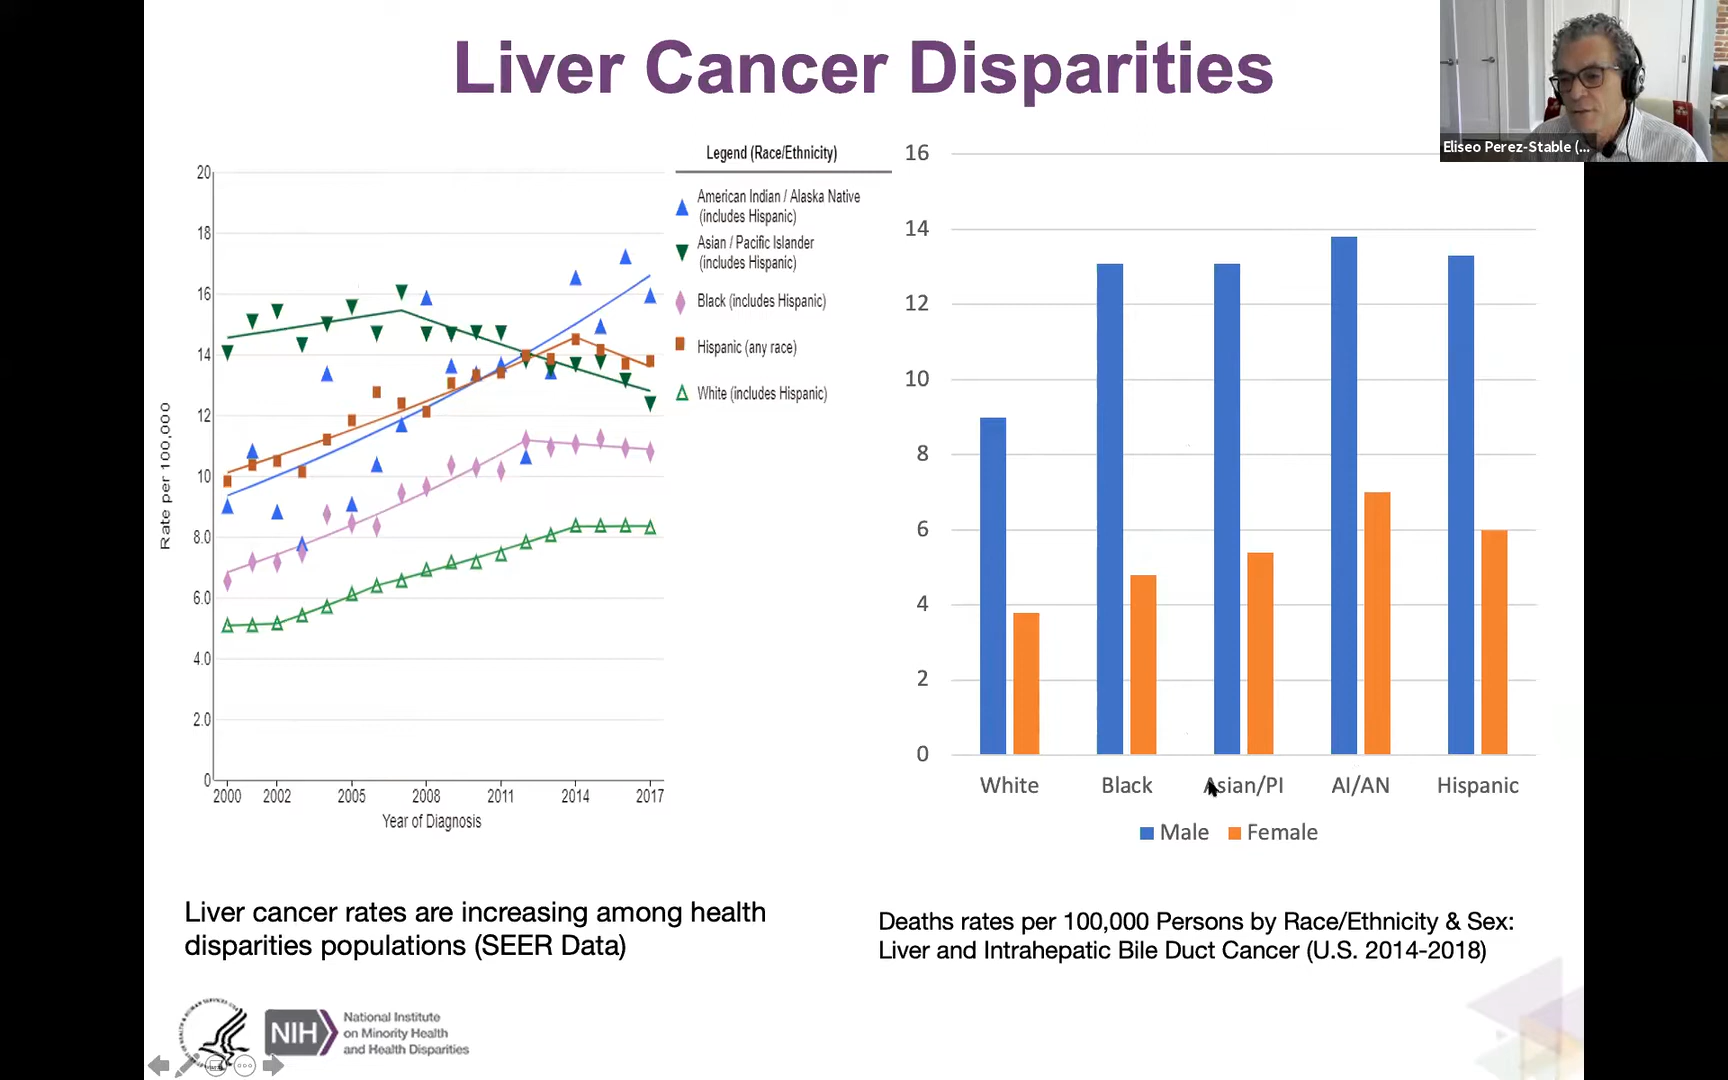 Liver Cancer Disparities
Eliseo Perez-Stable (...
Legend (Race/Ethnicity)
American Indian / Alaska Native
(includes Hispanic)
Asian / Pacific Islander
(includes Hispanic)
Black (includes Hispanic)
Hispanic (any race)
White (includes Hispanic)
20
18
16
14
12
10
8.0
6.0
4.0
2.0
0
Rate per 100,000
2000 2002 2005 2008 2011 2014 2017
Year of Diagnosis
16
14
12
10
8
6
4
2
0
White Black Asian/PI AI/AN Hispanic
Male Female
Liver cancer rates are increasing among health
disparities populations (SEER Data)
Deaths rates per 100,000 Persons by Race/Ethnicity & Sex:
Liver and Intrahepatic Bile Duct Cancer (U.S. 2014-2018)
NIH
National Institute
on Minority Health
and Health Disparities